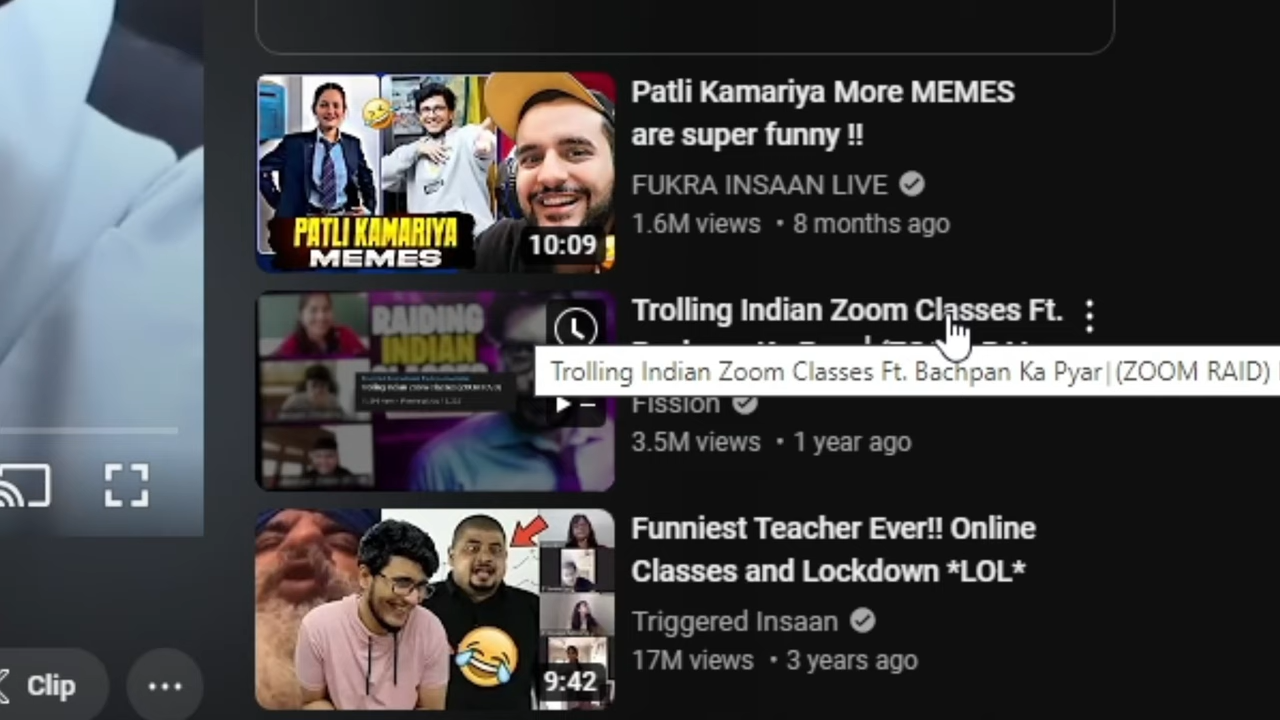 Patli Kamariya More MEMES
are super funny !!
FUKRA INSAAN LIVE
1.6M views • 8 months ago
PATLI KAMARIYA
MEMES
10:09
Trolling Indian Zoom Classes Ft.
Trolling Indian Zoom Classes Ft. Bachpan Ka Pyar|(ZOOM RAID)
Fission
3.5M views • 1 year ago
RAIDING
INDIAN
Funniest Teacher Ever!! Online
Classes and Lockdown *LOL*
Triggered Insaan
17M views • 3 years ago
9:42
Clip